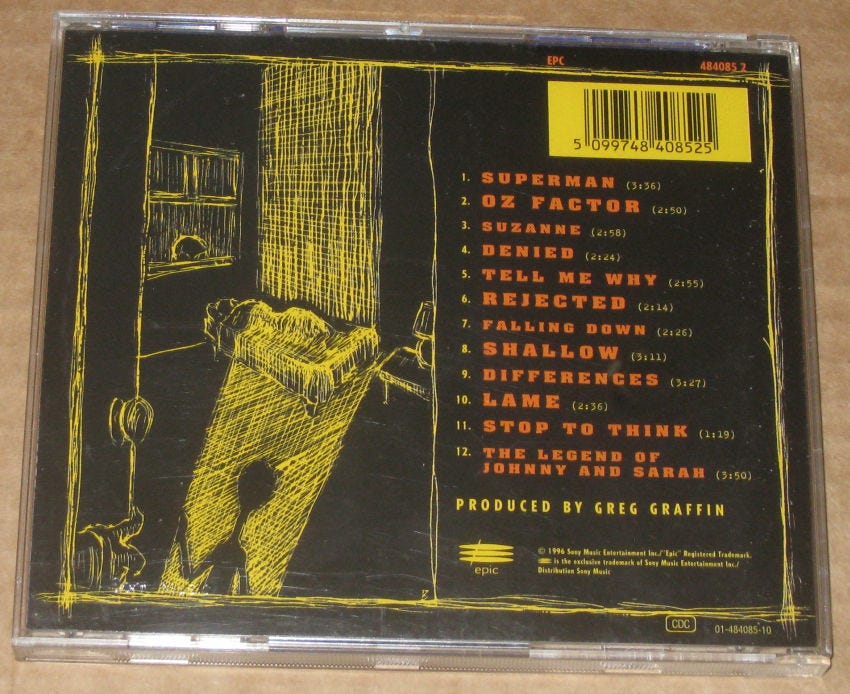 EPC 484085 2
5 099748 408525
1. SUPERMAN (3:36)
2. OZ FACTOR (2:50)
3. SUZANNE (2:58)
4. DENIED (2:24)
5. TELL ME WHY (2:55)
6. REJECTED (2:14)
7. FALLING DOWN (2:26)
8. SHALLOW (3:11)
9. DIFFERENCES (3:27)
10. LAME (2:36)
11. STOP TO THINK (1:19)
12. THE LEGEND OF
JOHNNY AND SARAH (3:50)
PRODUCED BY GREG GRAFFIN
epic
© 1996 Sony Music Entertainment Inc./"Epic" Registered Trademark.
is the exclusive trademark of Sony Music Entertainment Inc./
Distribution Sony Music
CDC 01-484085-10